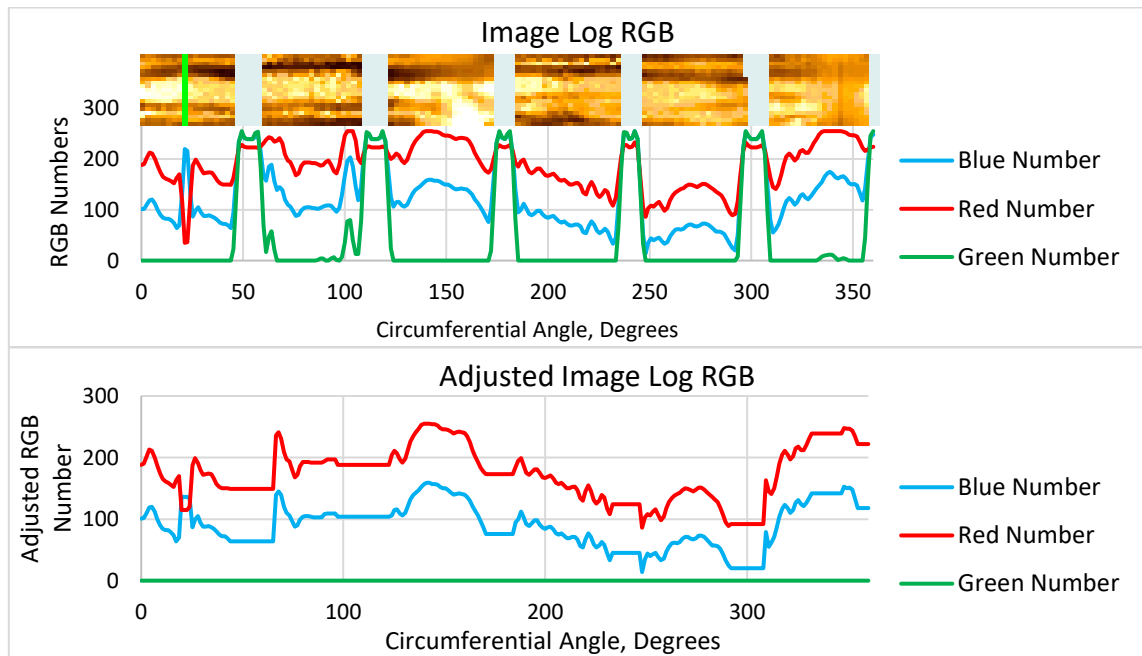 Image Log RGB
RGB Numbers
300
200
100
0
0 50 100 150 200 250 300 350
Circumferential Angle, Degrees
Blue Number
Red Number
Green Number
Adjusted Image Log RGB
Adjusted RGB
Number
300
200
100
0
0 100 200 300
Circumferential Angle, Degrees
Blue Number
Red Number
Green Number